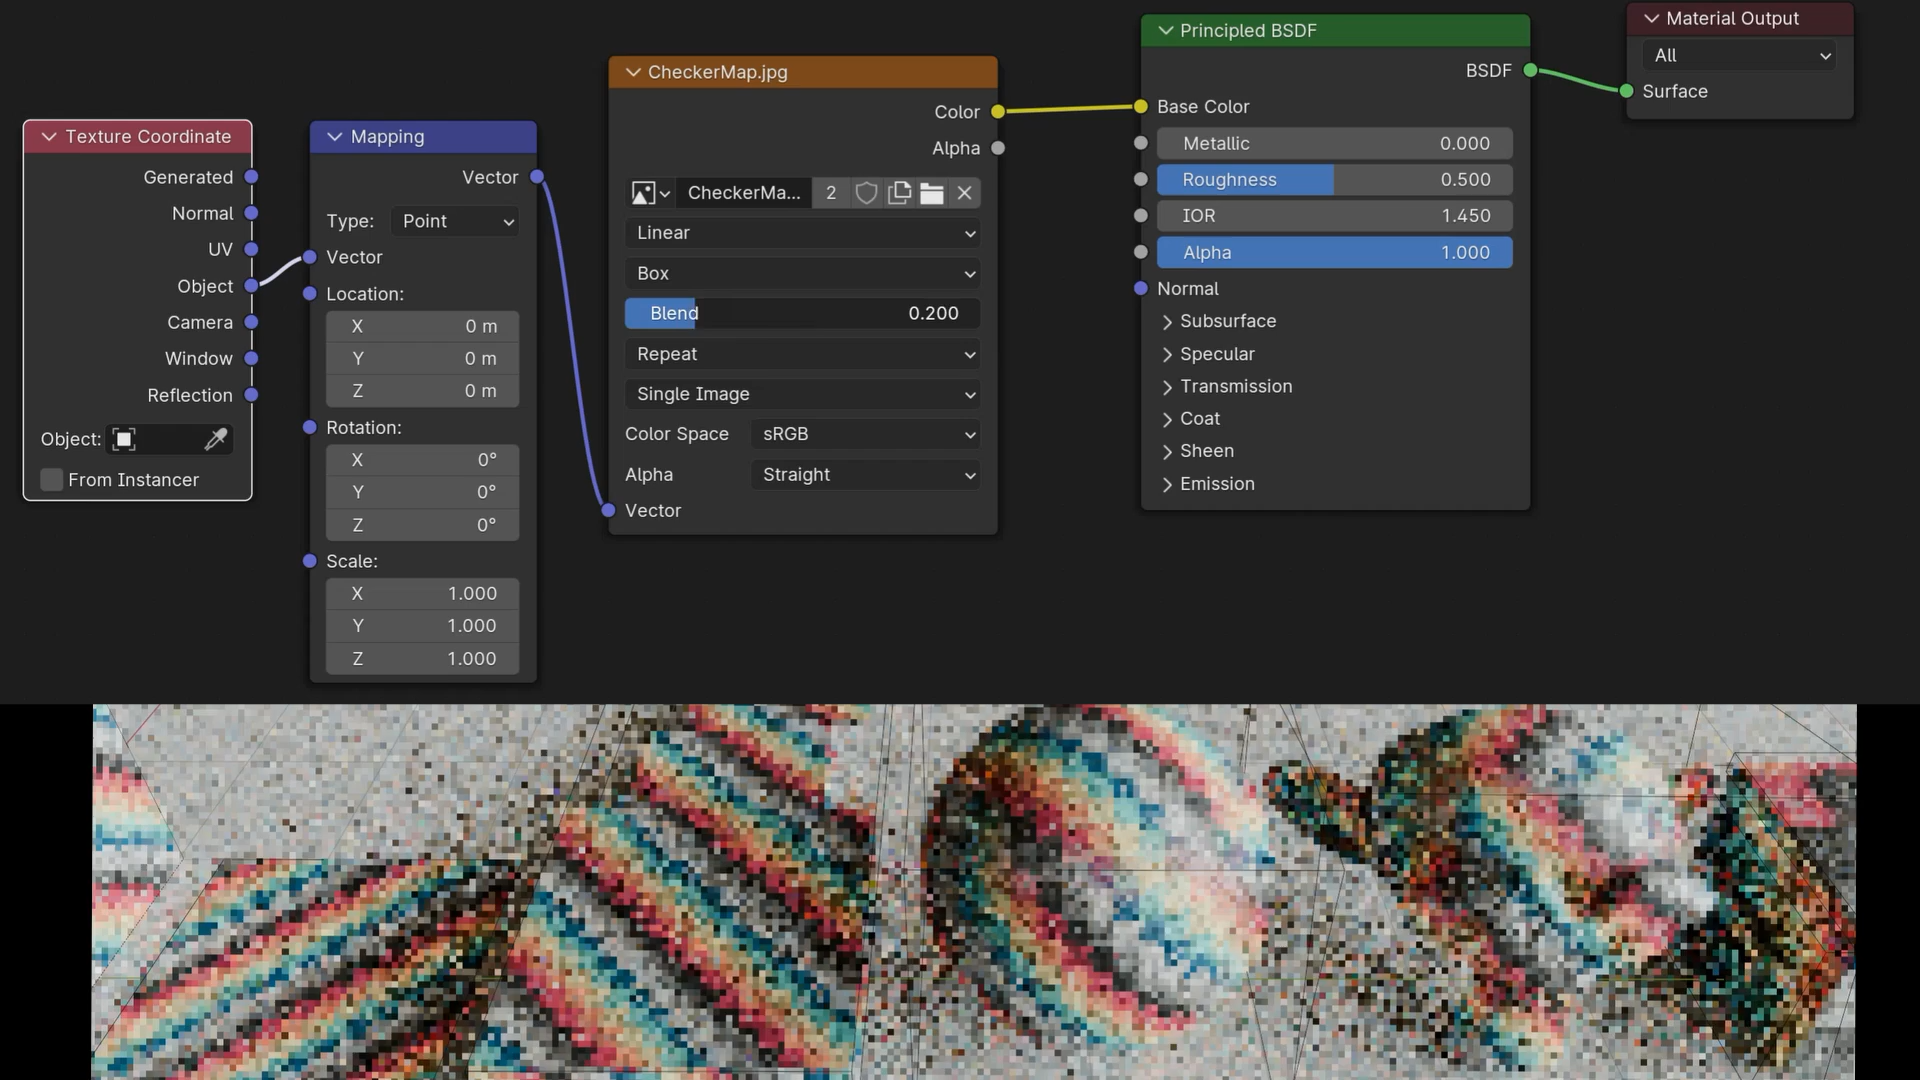 Texture Coordinate
Generated
Normal
UV
Object
Camera
Window
Reflection
Object:
From Instancer
Mapping
Vector
Type: Point
Vector
Location:
X 0 m
Y 0 m
Z 0 m
Rotation:
X 0°
Y 0°
Z 0°
Scale:
X 1.000
Y 1.000
Z 1.000
CheckerMap.jpg
Color
Alpha
CheckerMa... 2
Linear
Box
Blend 0.200
Repeat
Single Image
Color Space sRGB
Alpha Straight
Vector
Principled BSDF
BSDF
Base Color
Metallic 0.000
Roughness 0.500
IOR 1.450
Alpha 1.000
Normal
Subsurface
Specular
Transmission
Coat
Sheen
Emission
Material Output
All
Surface